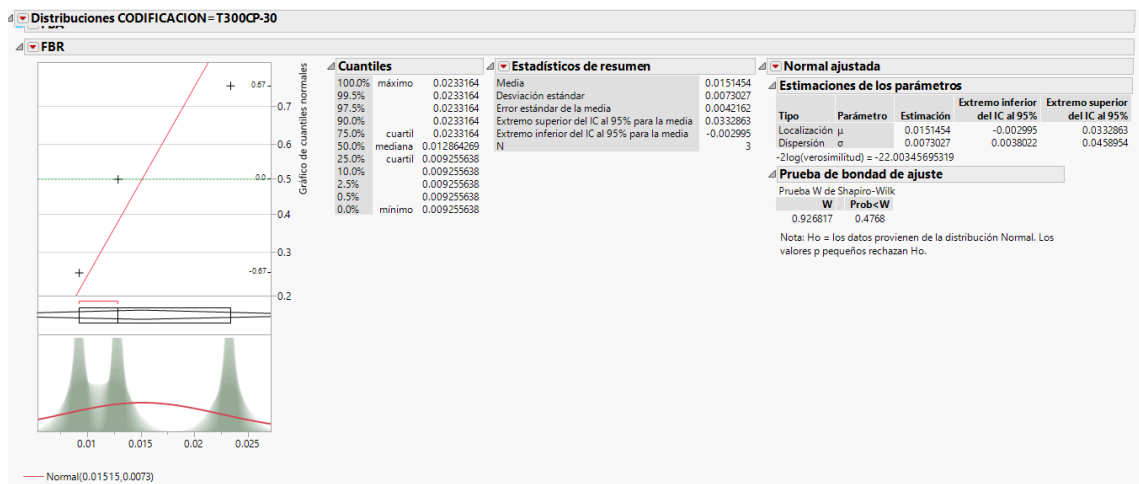 Distribuciones CODIFICACION=T300CP-30
FBR
Gráfico de cuantiles normales
0.67
0.0
-0.67
0.7
0.6
0.5
0.4
0.3
0.2
0.01 0.015 0.02 0.025
Normal(0.01515,0.0073)
Cuantiles
100.0% máximo 0.0233164
99.5% 0.0233164
97.5% 0.0233164
90.0% 0.0233164
75.0% cuartil 0.0233164
50.0% mediana 0.012864269
25.0% cuartil 0.009255638
10.0% 0.009255638
2.5% 0.009255638
0.5% 0.009255638
0.0% mínimo 0.009255638
Estadísticos de resumen
Media 0.0151454
Desviación estándar 0.0073027
Error estándar de la media 0.0042162
Extremo superior del IC al 95% para la media 0.0332863
Extremo inferior del IC al 95% para la media -0.002995
N 3
Normal ajustada
Estimaciones de los parámetros
Extremo inferior Extremo superior
Tipo Parámetro Estimación del IC al 95% del IC al 95%
Localización μ 0.0151454 -0.002995 0.0332863
Dispersión σ 0.0073027 0.0038022 0.0458954
-2log(verosimilitud) = -22.00345695319
Prueba de bondad de ajuste
Prueba W de Shapiro-Wilk
W Prob<W
0.926817 0.4768
Nota: Ho = los datos provienen de la distribución Normal. Los
valores p pequeños rechazan Ho.